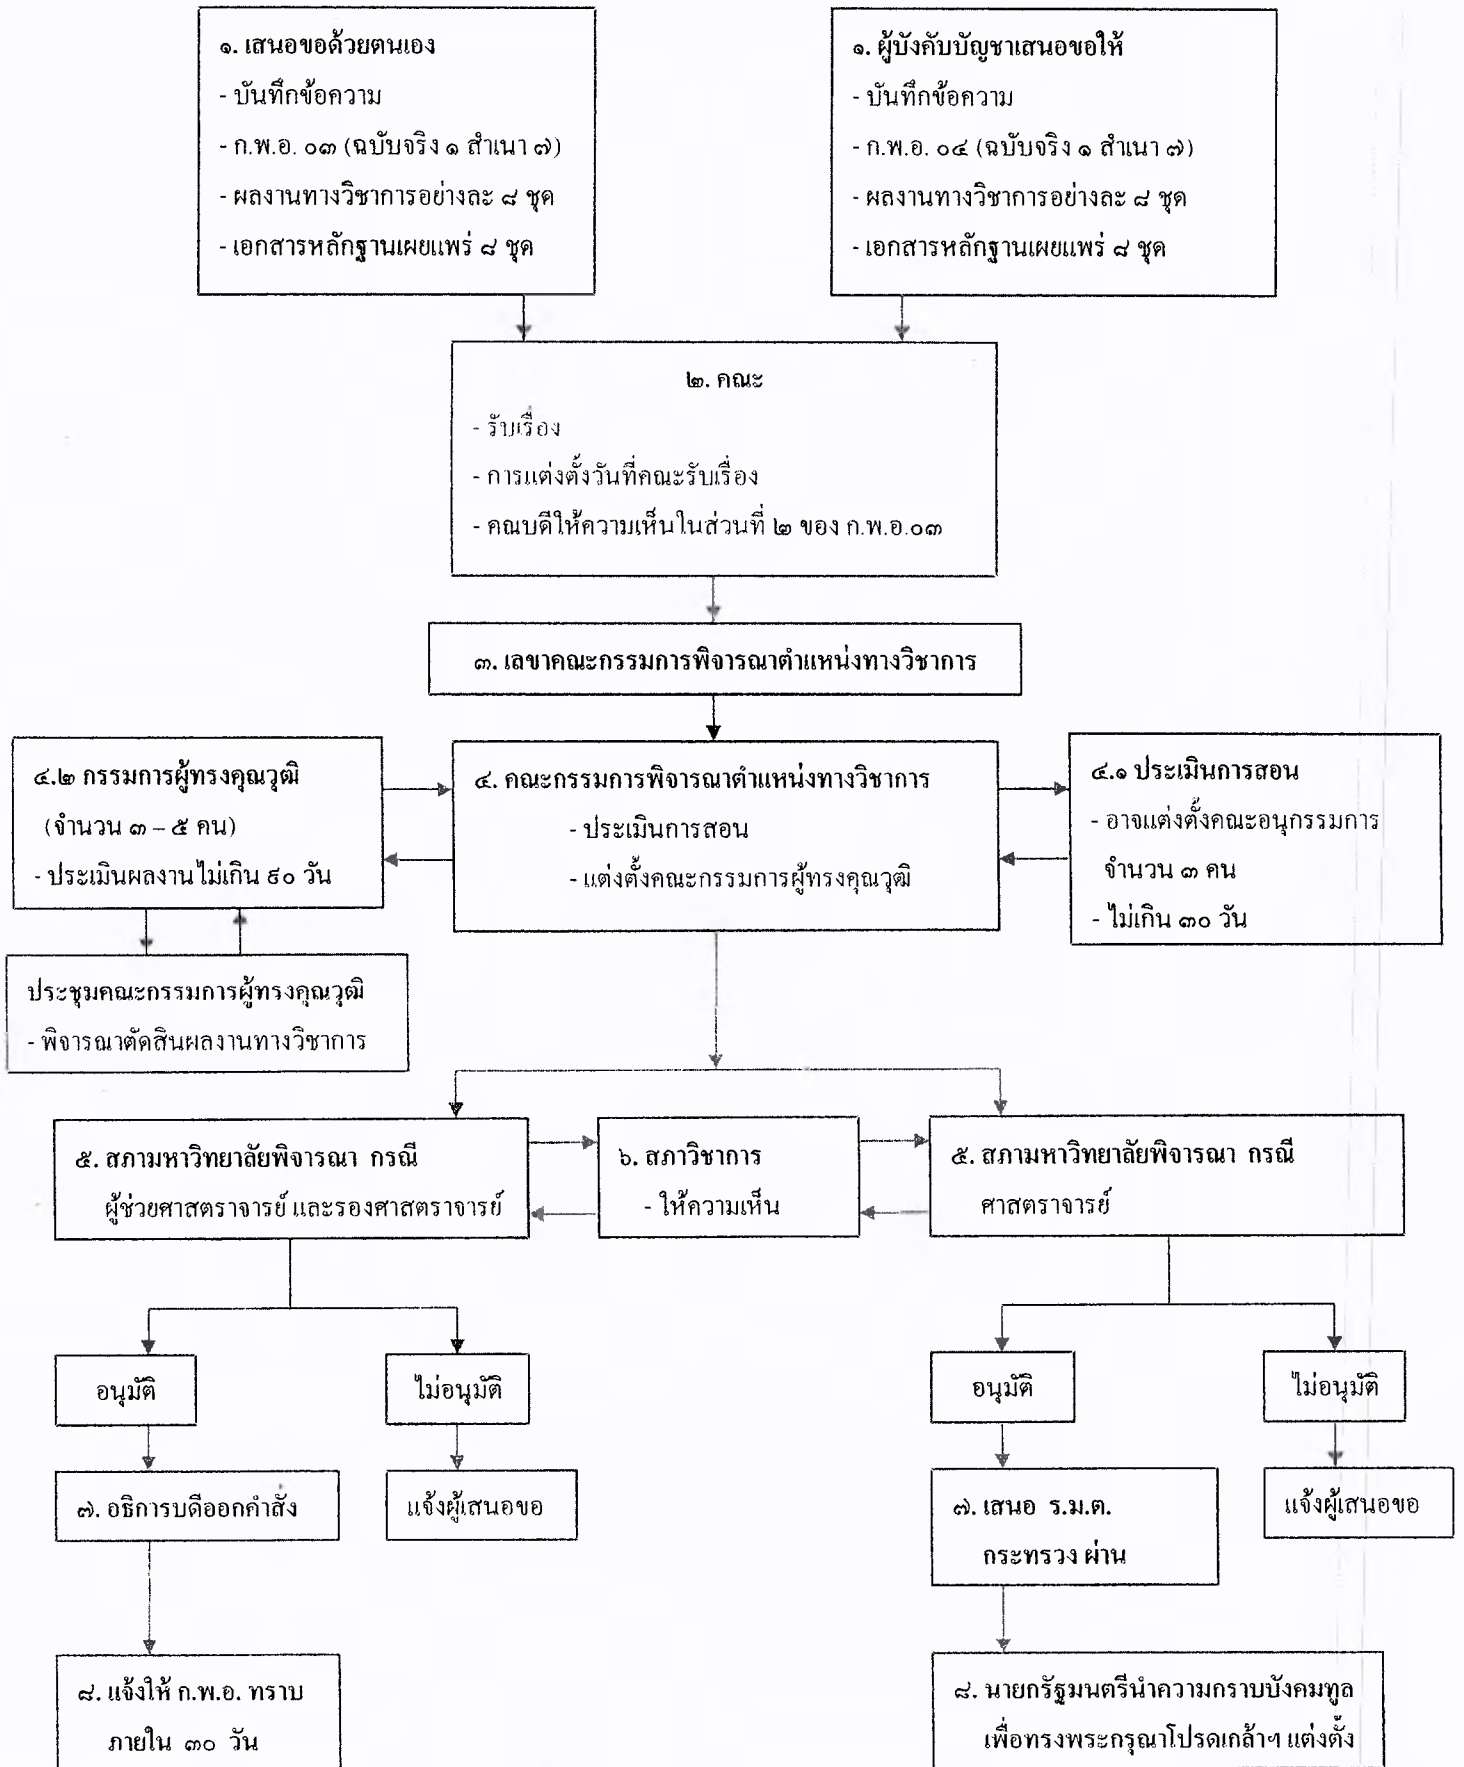 ๑. เสนอขอด้วยตนเอง
- บันทึกข้อความ
- ก.พ.อ. ๐๓ (ฉบับจริง ๑ สำเนา ๗)
- ผลงานทางวิชาการอย่างละ ๘ ชุด
- เอกสารหลักฐานเผยแพร่ ๘ ชุด
๑. ผู้บังคับบัญชาเสนอขอให้
- บันทึกข้อความ
- ก.พ.อ. ๐๔ (ฉบับจริง ๑ สำเนา ๗)
- ผลงานทางวิชาการอย่างละ ๘ ชุด
- เอกสารหลักฐานเผยแพร่ ๘ ชุด
๒. คณะ
- รับเรื่อง
- การแต่งตั้งวันที่คณะรับเรื่อง
- คณบดีให้ความเห็นในส่วนที่ ๒ ของ ก.พ.อ.๐๓
๓. เลขาคณะกรรมการพิจารณาตำแหน่งทางวิชาการ
๔.๒ กรรมการผู้ทรงคุณวุฒิ
(จำนวน ๓ – ๕ คน)
- ประเมินผลงานไม่เกิน ๙๐ วัน
๔. คณะกรรมการพิจารณาตำแหน่งทางวิชาการ
- ประเมินการสอน
- แต่งตั้งคณะกรรมการผู้ทรงคุณวุฒิ
๔.๑ ประเมินการสอน
- อาจแต่งตั้งคณะอนุกรรมการ
จำนวน ๓ คน
- ไม่เกิน ๓๐ วัน
ประชุมคณะกรรมการผู้ทรงคุณวุฒิ
- พิจารณาตัดสินผลงานทางวิชาการ
๕. สภามหาวิทยาลัยพิจารณา กรณี
ผู้ช่วยศาสตราจารย์ และรองศาสตราจารย์
๖. สภาวิชาการ
- ให้ความเห็น
๕. สภามหาวิทยาลัยพิจารณา กรณี
ศาสตราจารย์
อนุมัติ
ไม่อนุมัติ
อนุมัติ
ไม่อนุมัติ
๗. อธิการบดีออกคำสั่ง
แจ้งผู้เสนอขอ
๗. เสนอ ร.ม.ต.
กระทรวง ผ่าน
แจ้งผู้เสนอขอ
๘. แจ้งให้ ก.พ.อ. ทราบ
ภายใน ๓๐ วัน
๘. นายกรัฐมนตรีนำความกราบบังคมทูล
เพื่อทรงพระกรุณาโปรดเกล้าฯ แต่งตั้ง